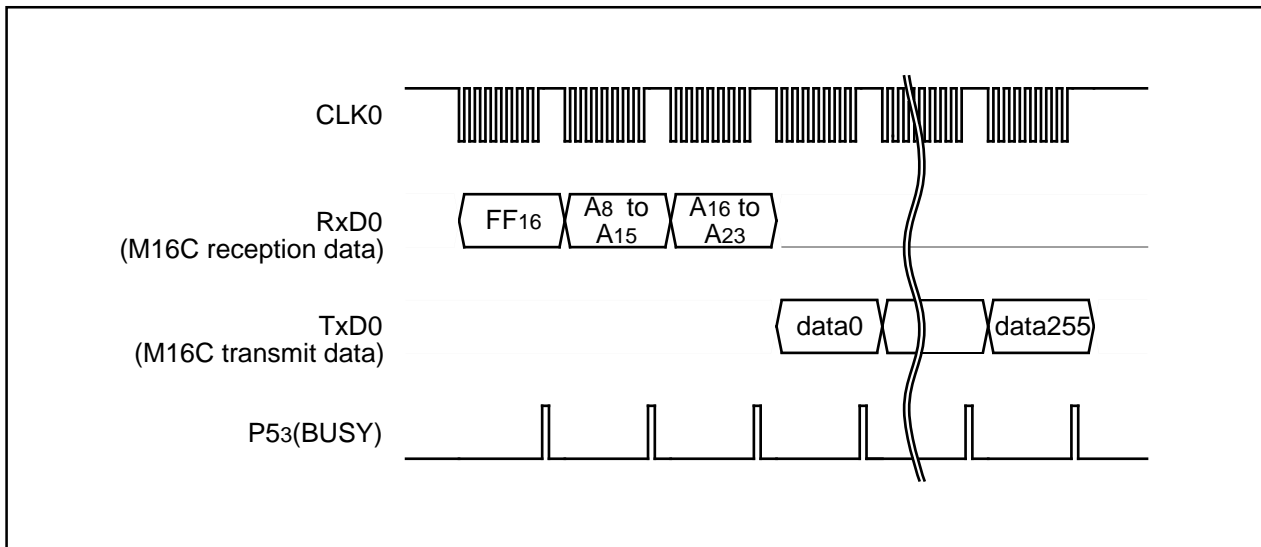 CLK0
RxD0
(M16C reception data)
FF16
A8 to
A15
A16 to
A23
TxD0
(M16C transmit data)
data0
data255
P53(BUSY)